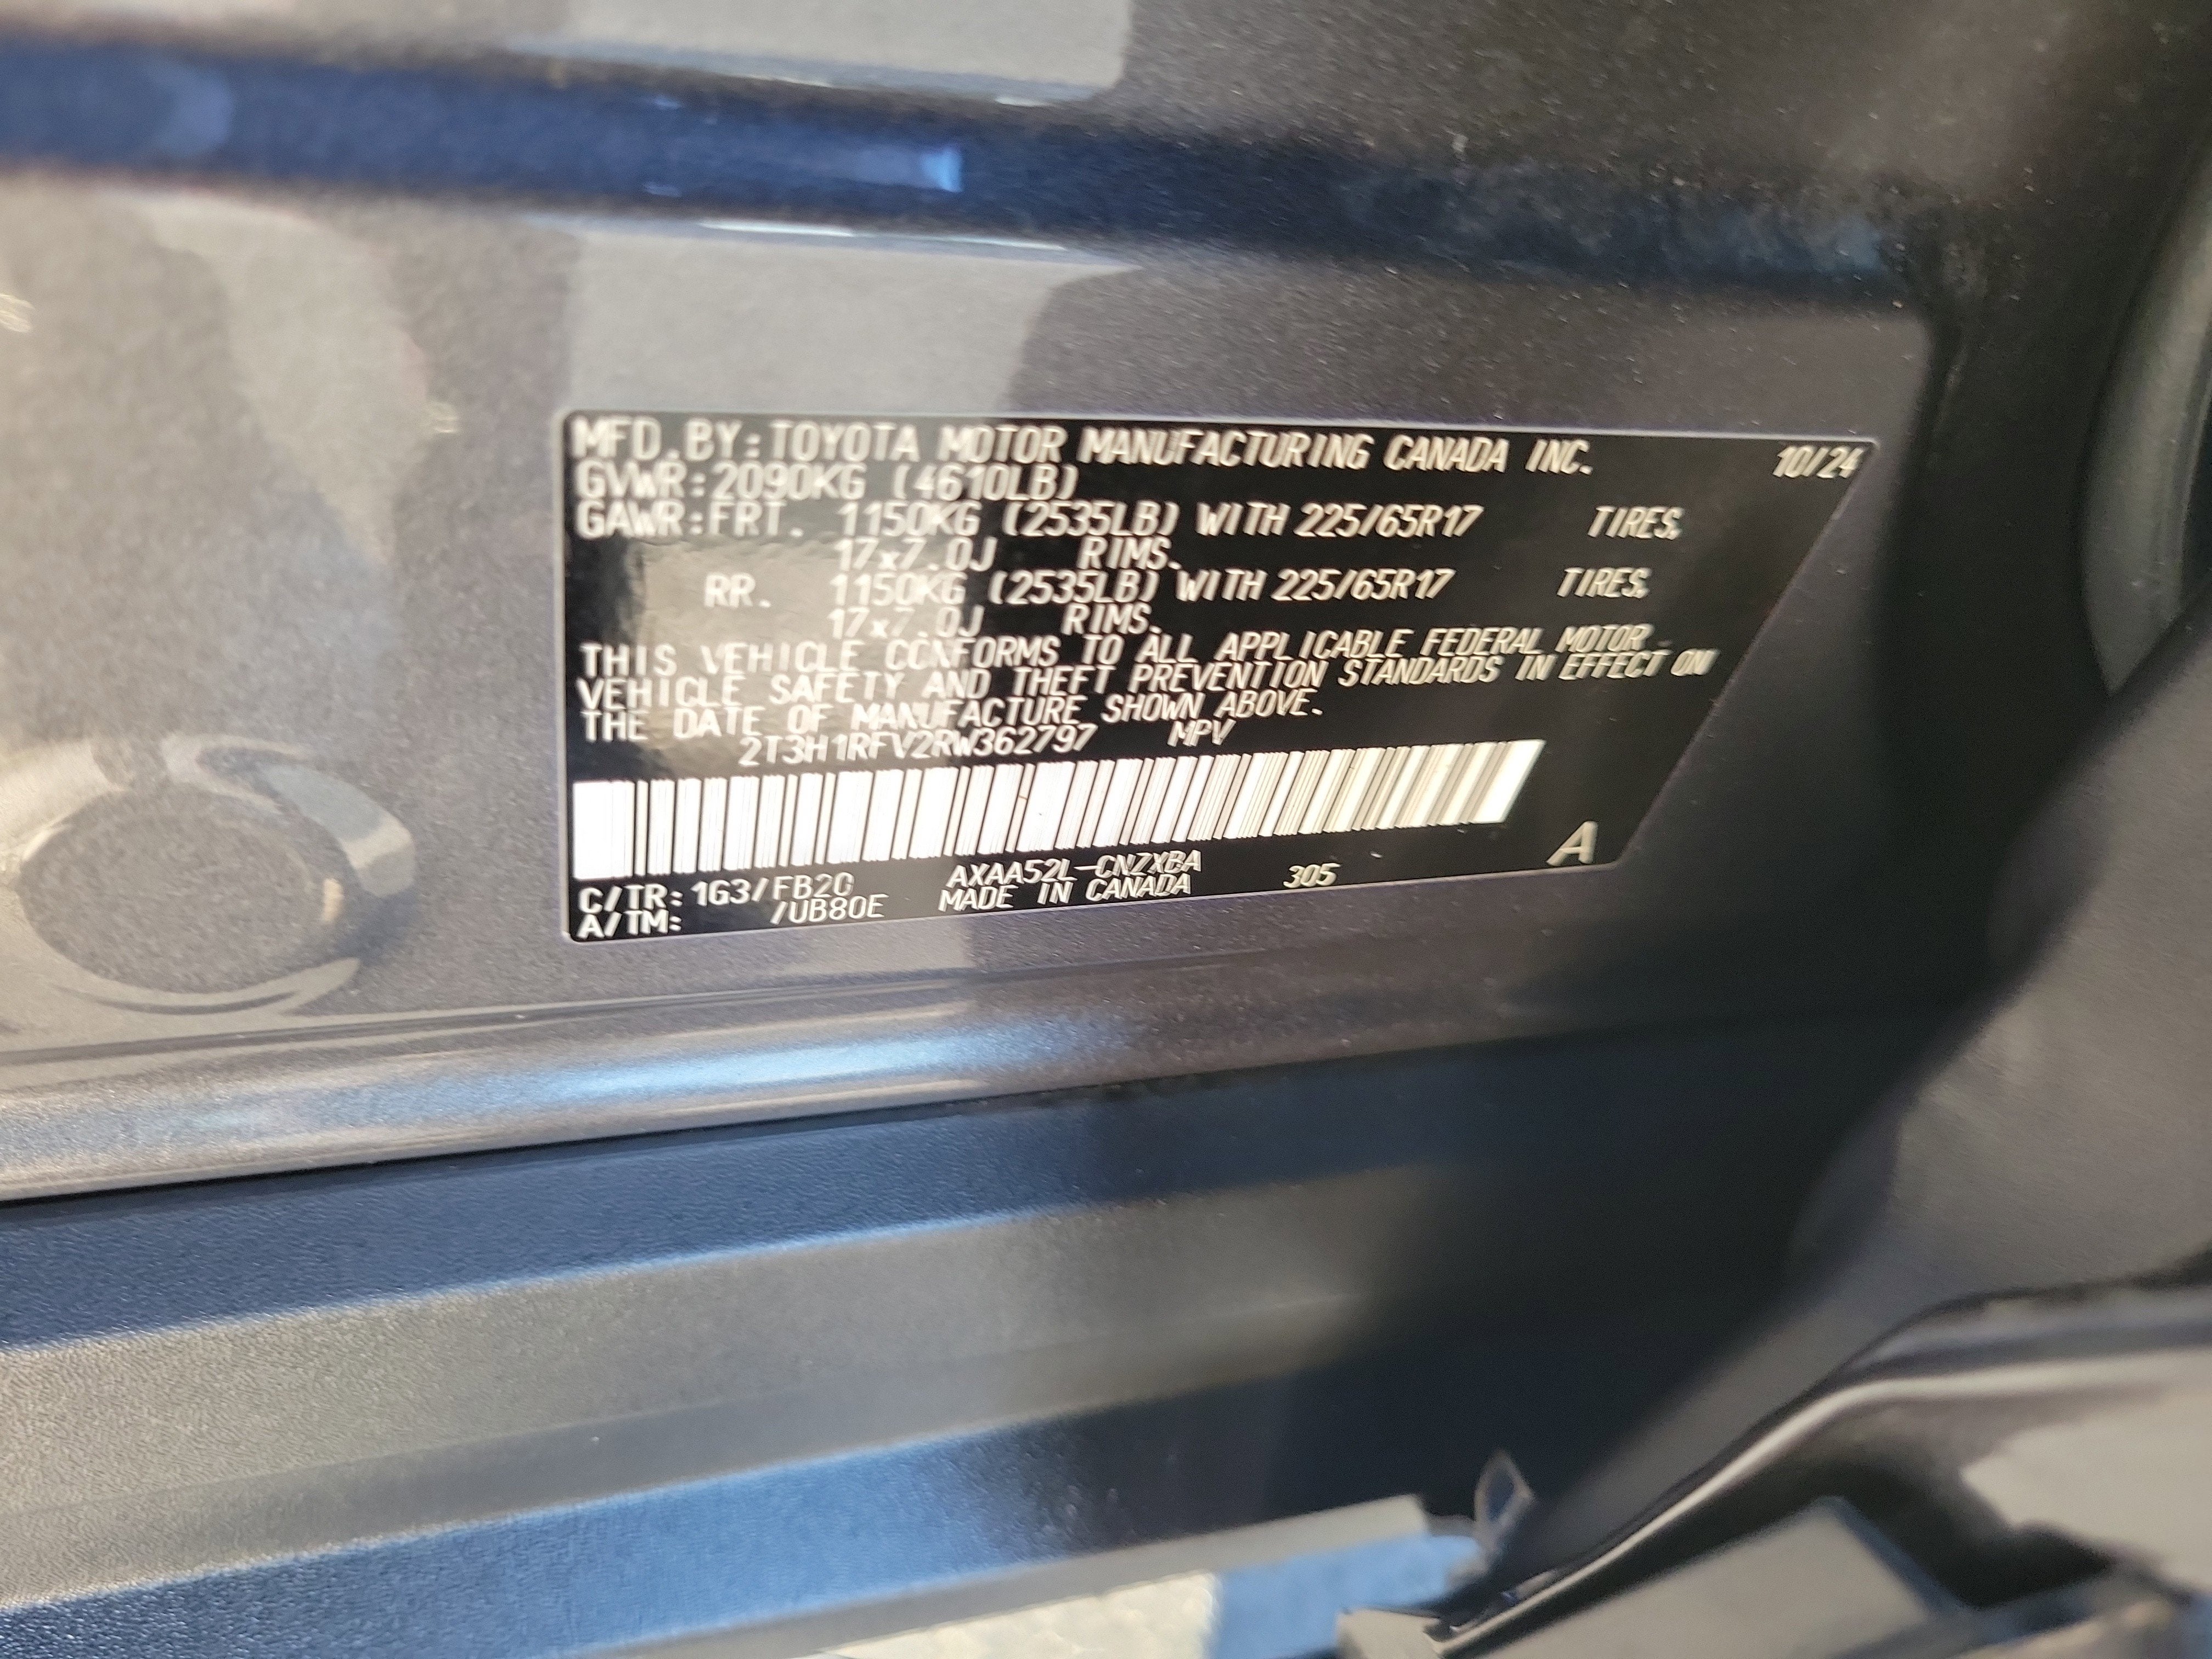 MFD.BY:TOYOTA MOTOR MANUFACTURING CANADA INC. 10/24
GVWR:2090KG (4610LB)
GAWR:FRT. 1150KG (2535LB) WITH 225/65R17 TIRES.
17x7.0J RIMS.
RR. 1150KG (2535LB) WITH 225/65R17 TIRES.
17x7.0J RIMS.
THIS VEHICLE CONFORMS TO ALL APPLICABLE FEDERAL MOTOR
VEHICLE SAFETY AND THEFT PREVENTION STANDARDS IN EFFECT ON
THE DATE OF MANUFACTURE SHOWN ABOVE.
2T3H1RFV2RW362797 MPV
A
C/TR:1G3/FB20 AXAA52L-CNZXBA 305
A/TM: /UB80E MADE IN CANADA